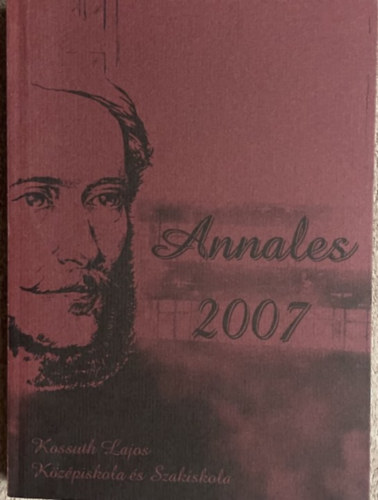 Annales
2007
Kossuth Lajos
Középiskola és Szakiskola